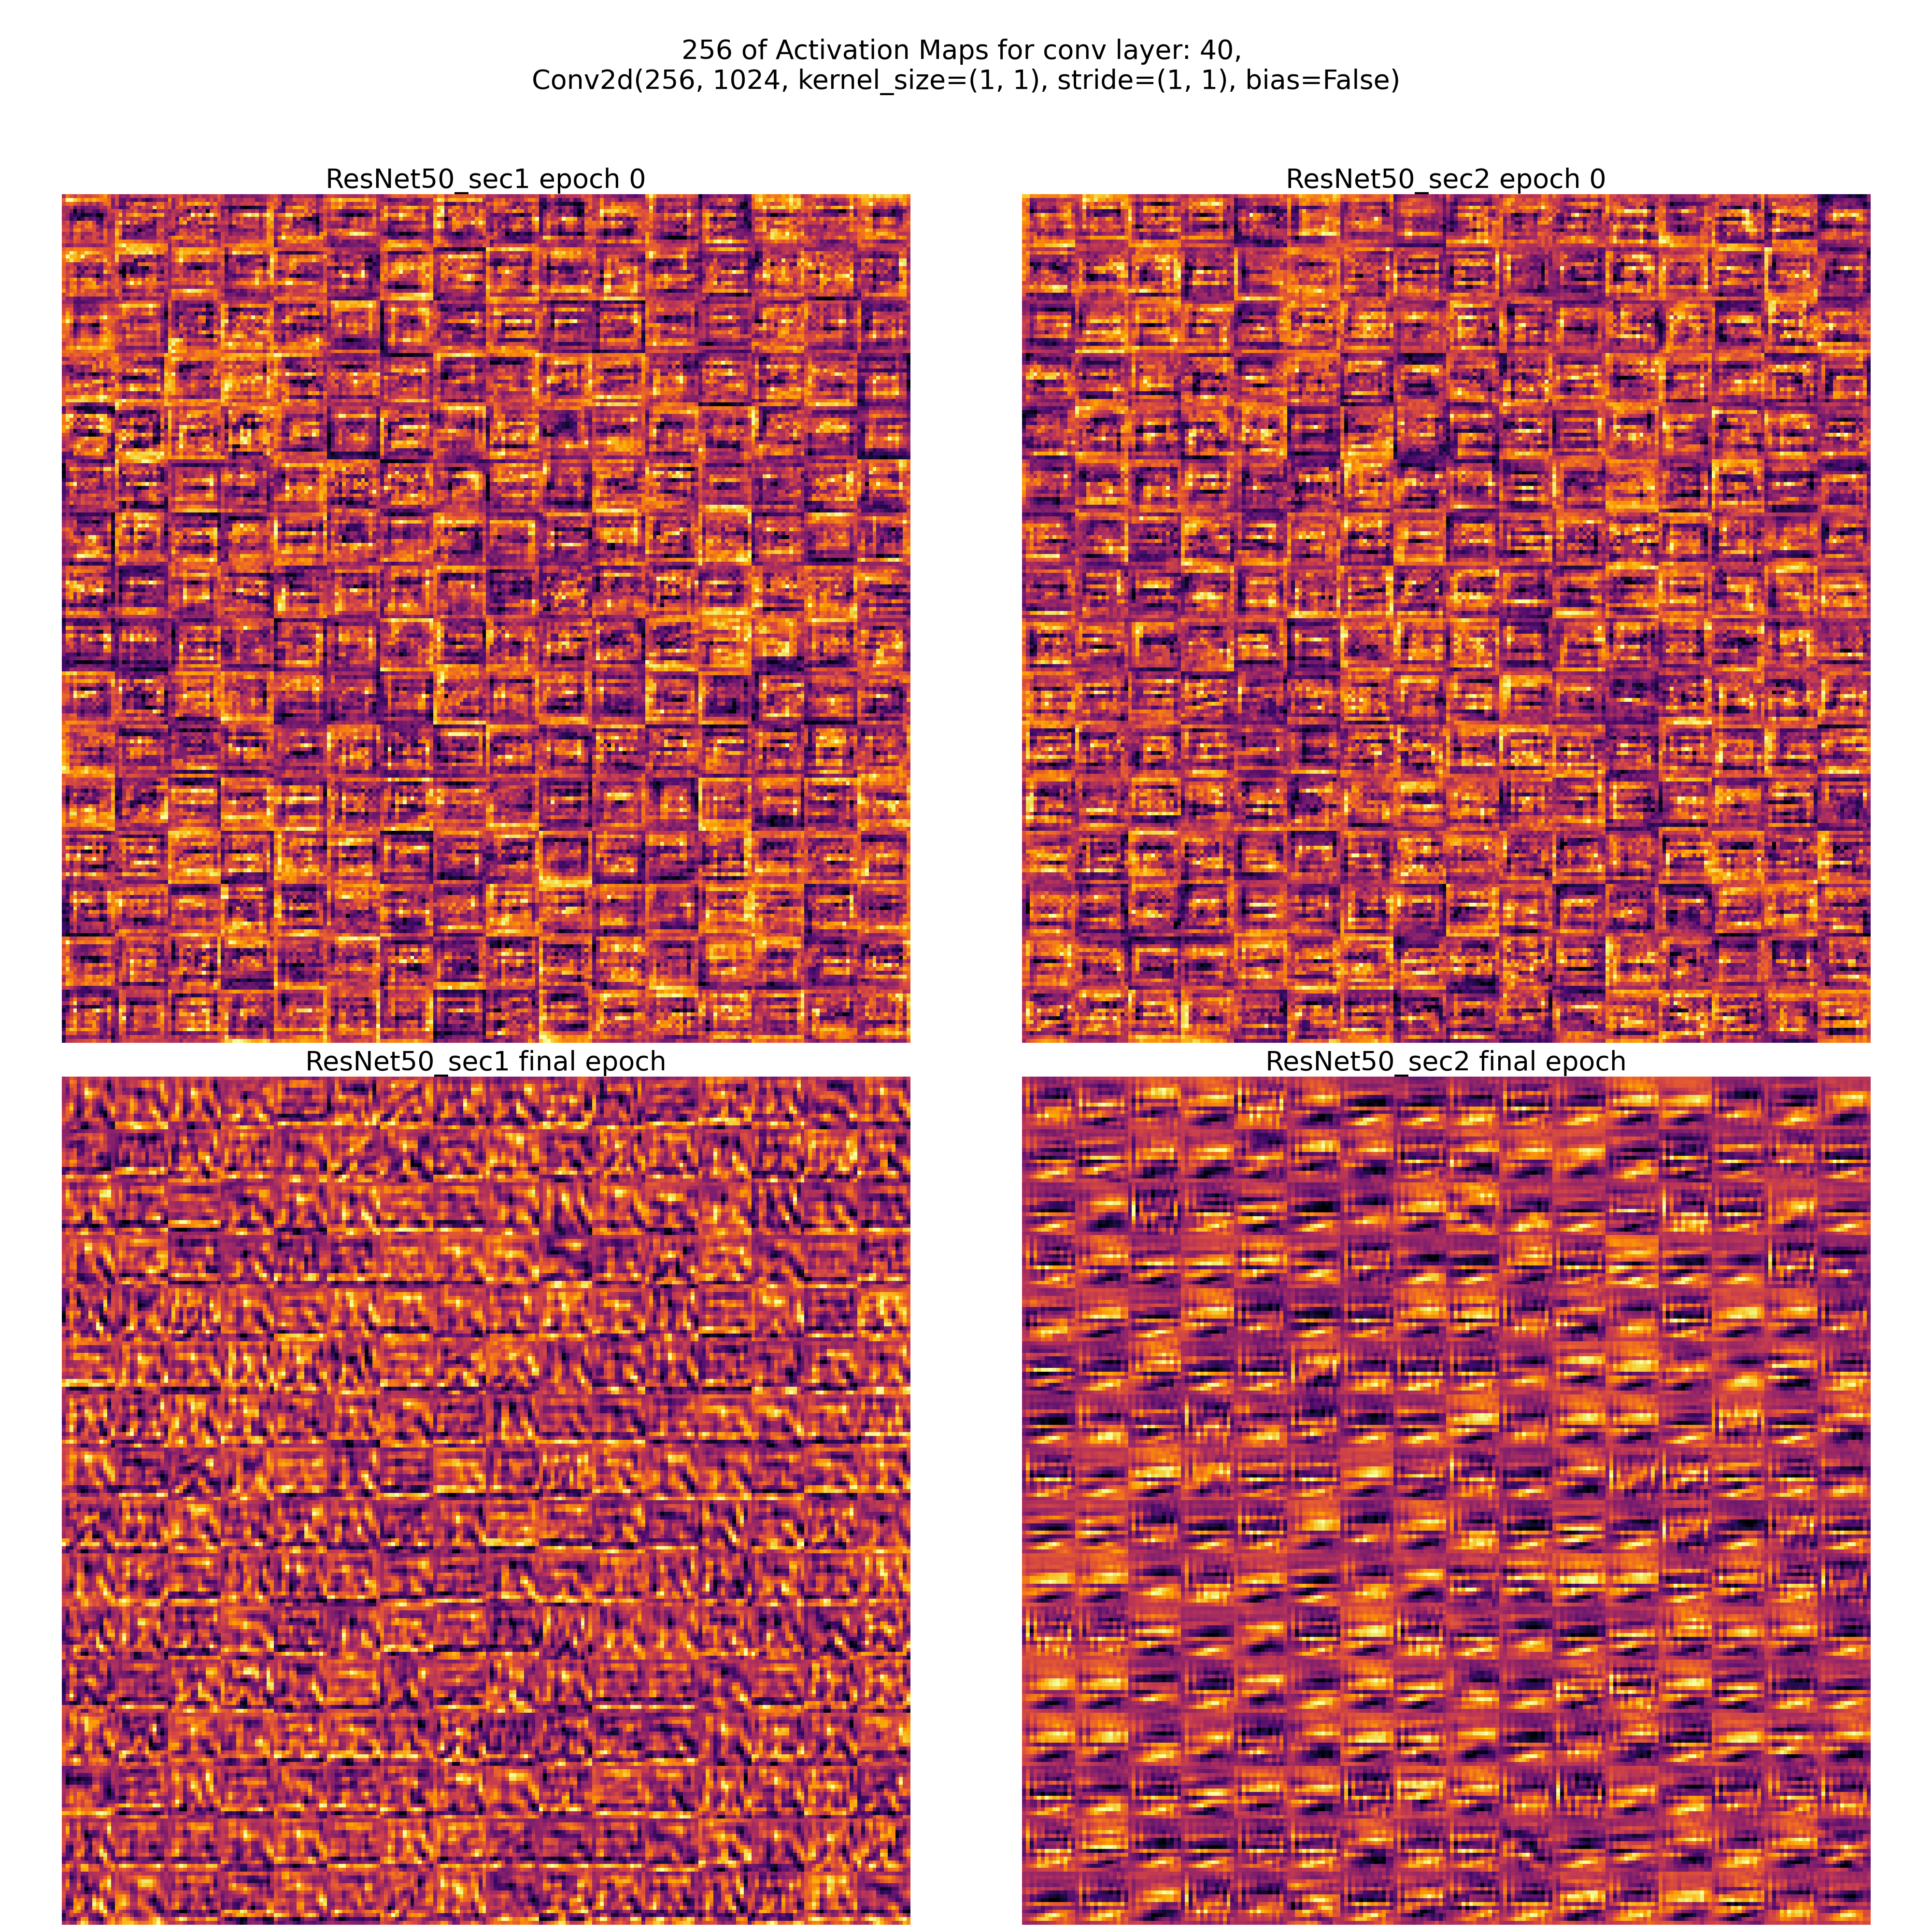 256 of Activation Maps for conv layer: 40,
Conv2d(256, 1024, kernel_size=(1, 1), stride=(1, 1), bias=False)
ResNet50_sec1 epoch 0
ResNet50_sec2 epoch 0
ResNet50_sec1 final epoch
ResNet50_sec2 final epoch